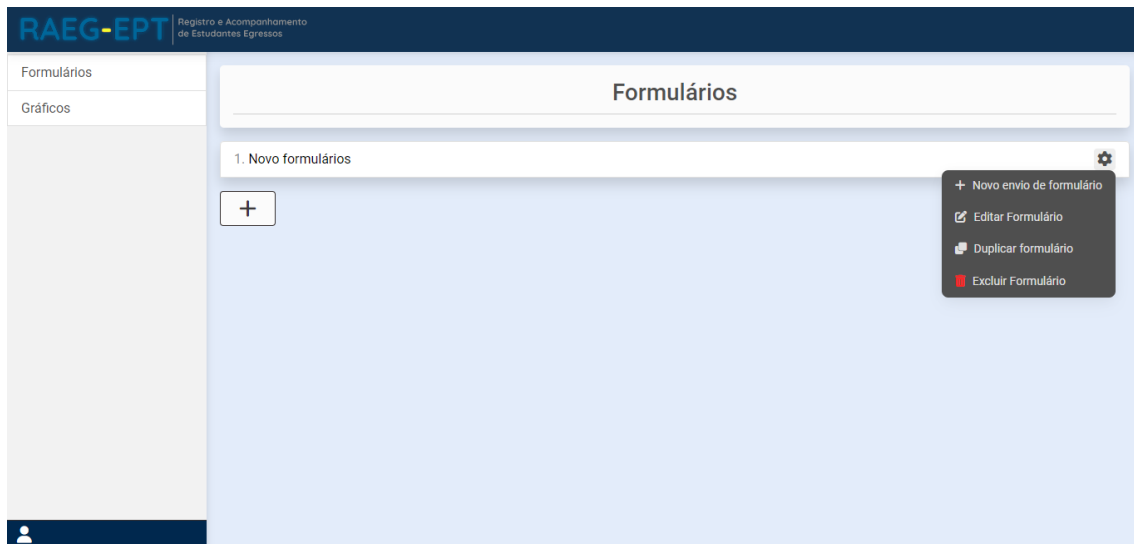 RAEG-EPT
Registro e Acompanhamento
de Estudantes Egressos
Formulários
Gráficos
Formulários
1. Novo formulários
Novo envio de formulário
Editar Formulário
Duplicar formulário
Excluir Formulário